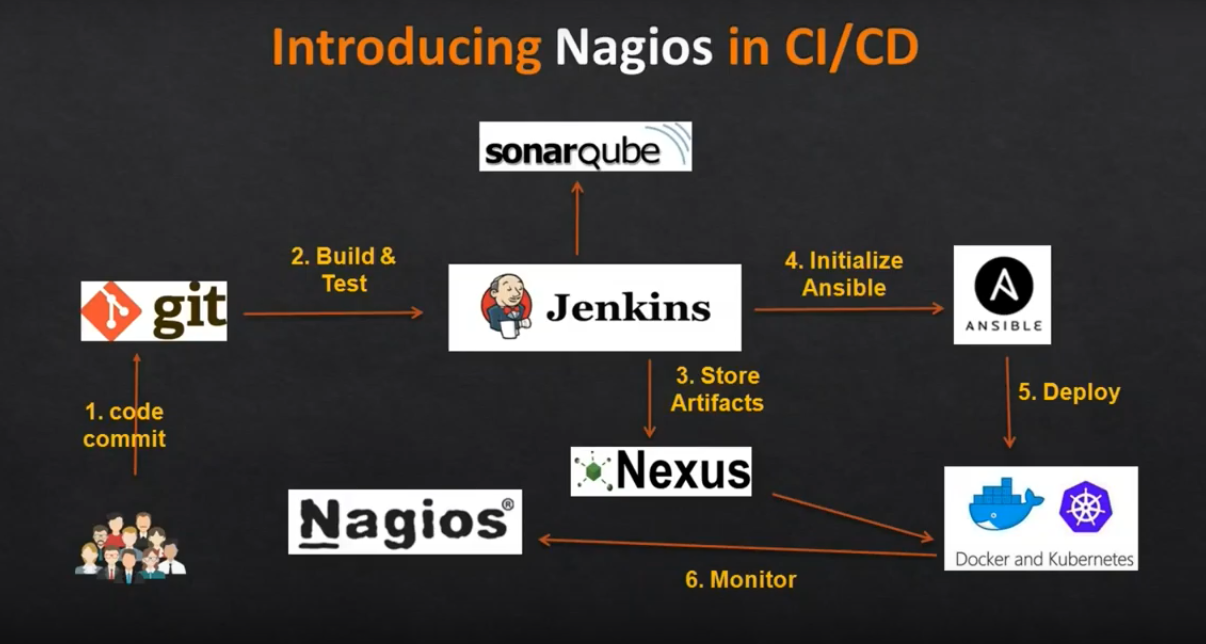 Introducing Nagios in CI/CD
sonarqube
2. Build &
Test
4. Initialize
Ansible
git
Jenkins
ANSIBLE
3. Store
Artifacts
5. Deploy
1. code
commit
Nexus
Nagios®
Docker and Kubernetes
6. Monitor